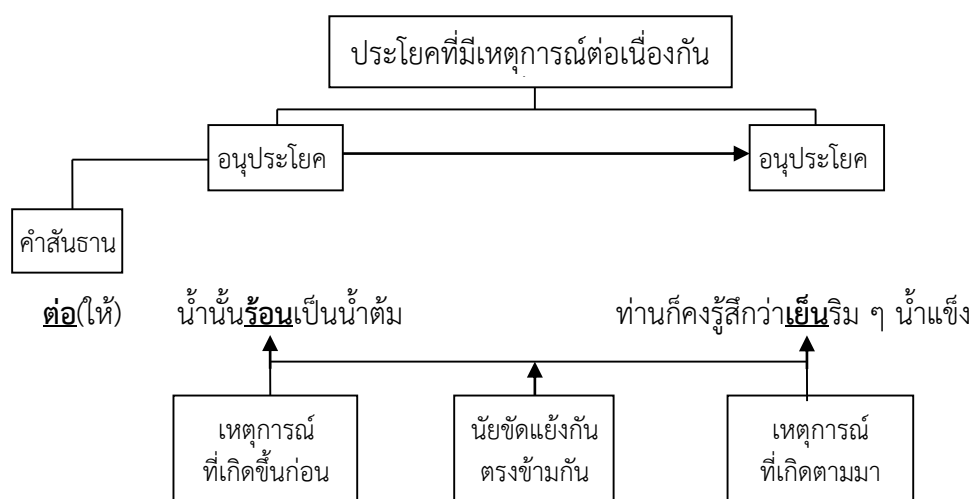 ประโยคที่มีเหตุการณ์ต่อเนื่องกัน
อนุประโยค
อนุประโยค
คำสันธาน
ต่อ(ให้) น้ำนั้นร้อนเป็นน้ำต้ม ท่านก็คงรู้สึกว่าเย็นริม ๆ น้ำแข็ง
เหตุการณ์
ที่เกิดขึ้นก่อน
นัยขัดแย้งกัน
ตรงข้ามกัน
เหตุการณ์
ที่เกิดตามมา